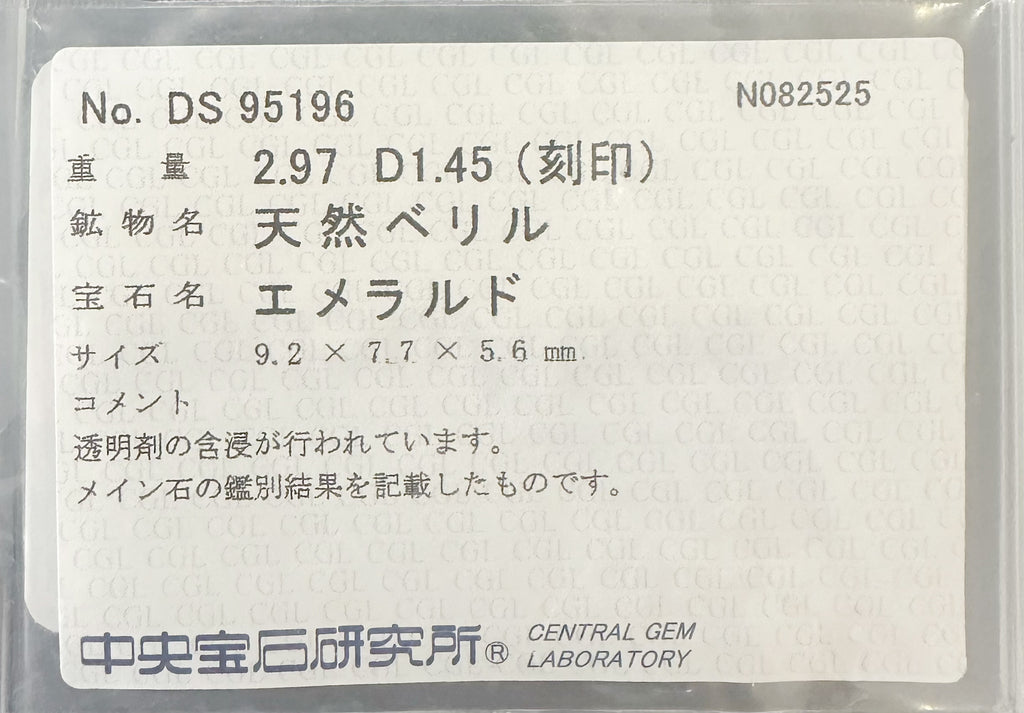 No. DS 95196
N082525
重量 2.97 D1.45（刻印）
鉱物名 天然ベリル
宝石名 エメラルド
サイズ 9.2 × 7.7 × 5.6 mm
コメント
透明剤の含浸が行われています。
メイン石の鑑別結果を記載したものです。
中央宝石研究所® CENTRAL GEM
LABORATORY